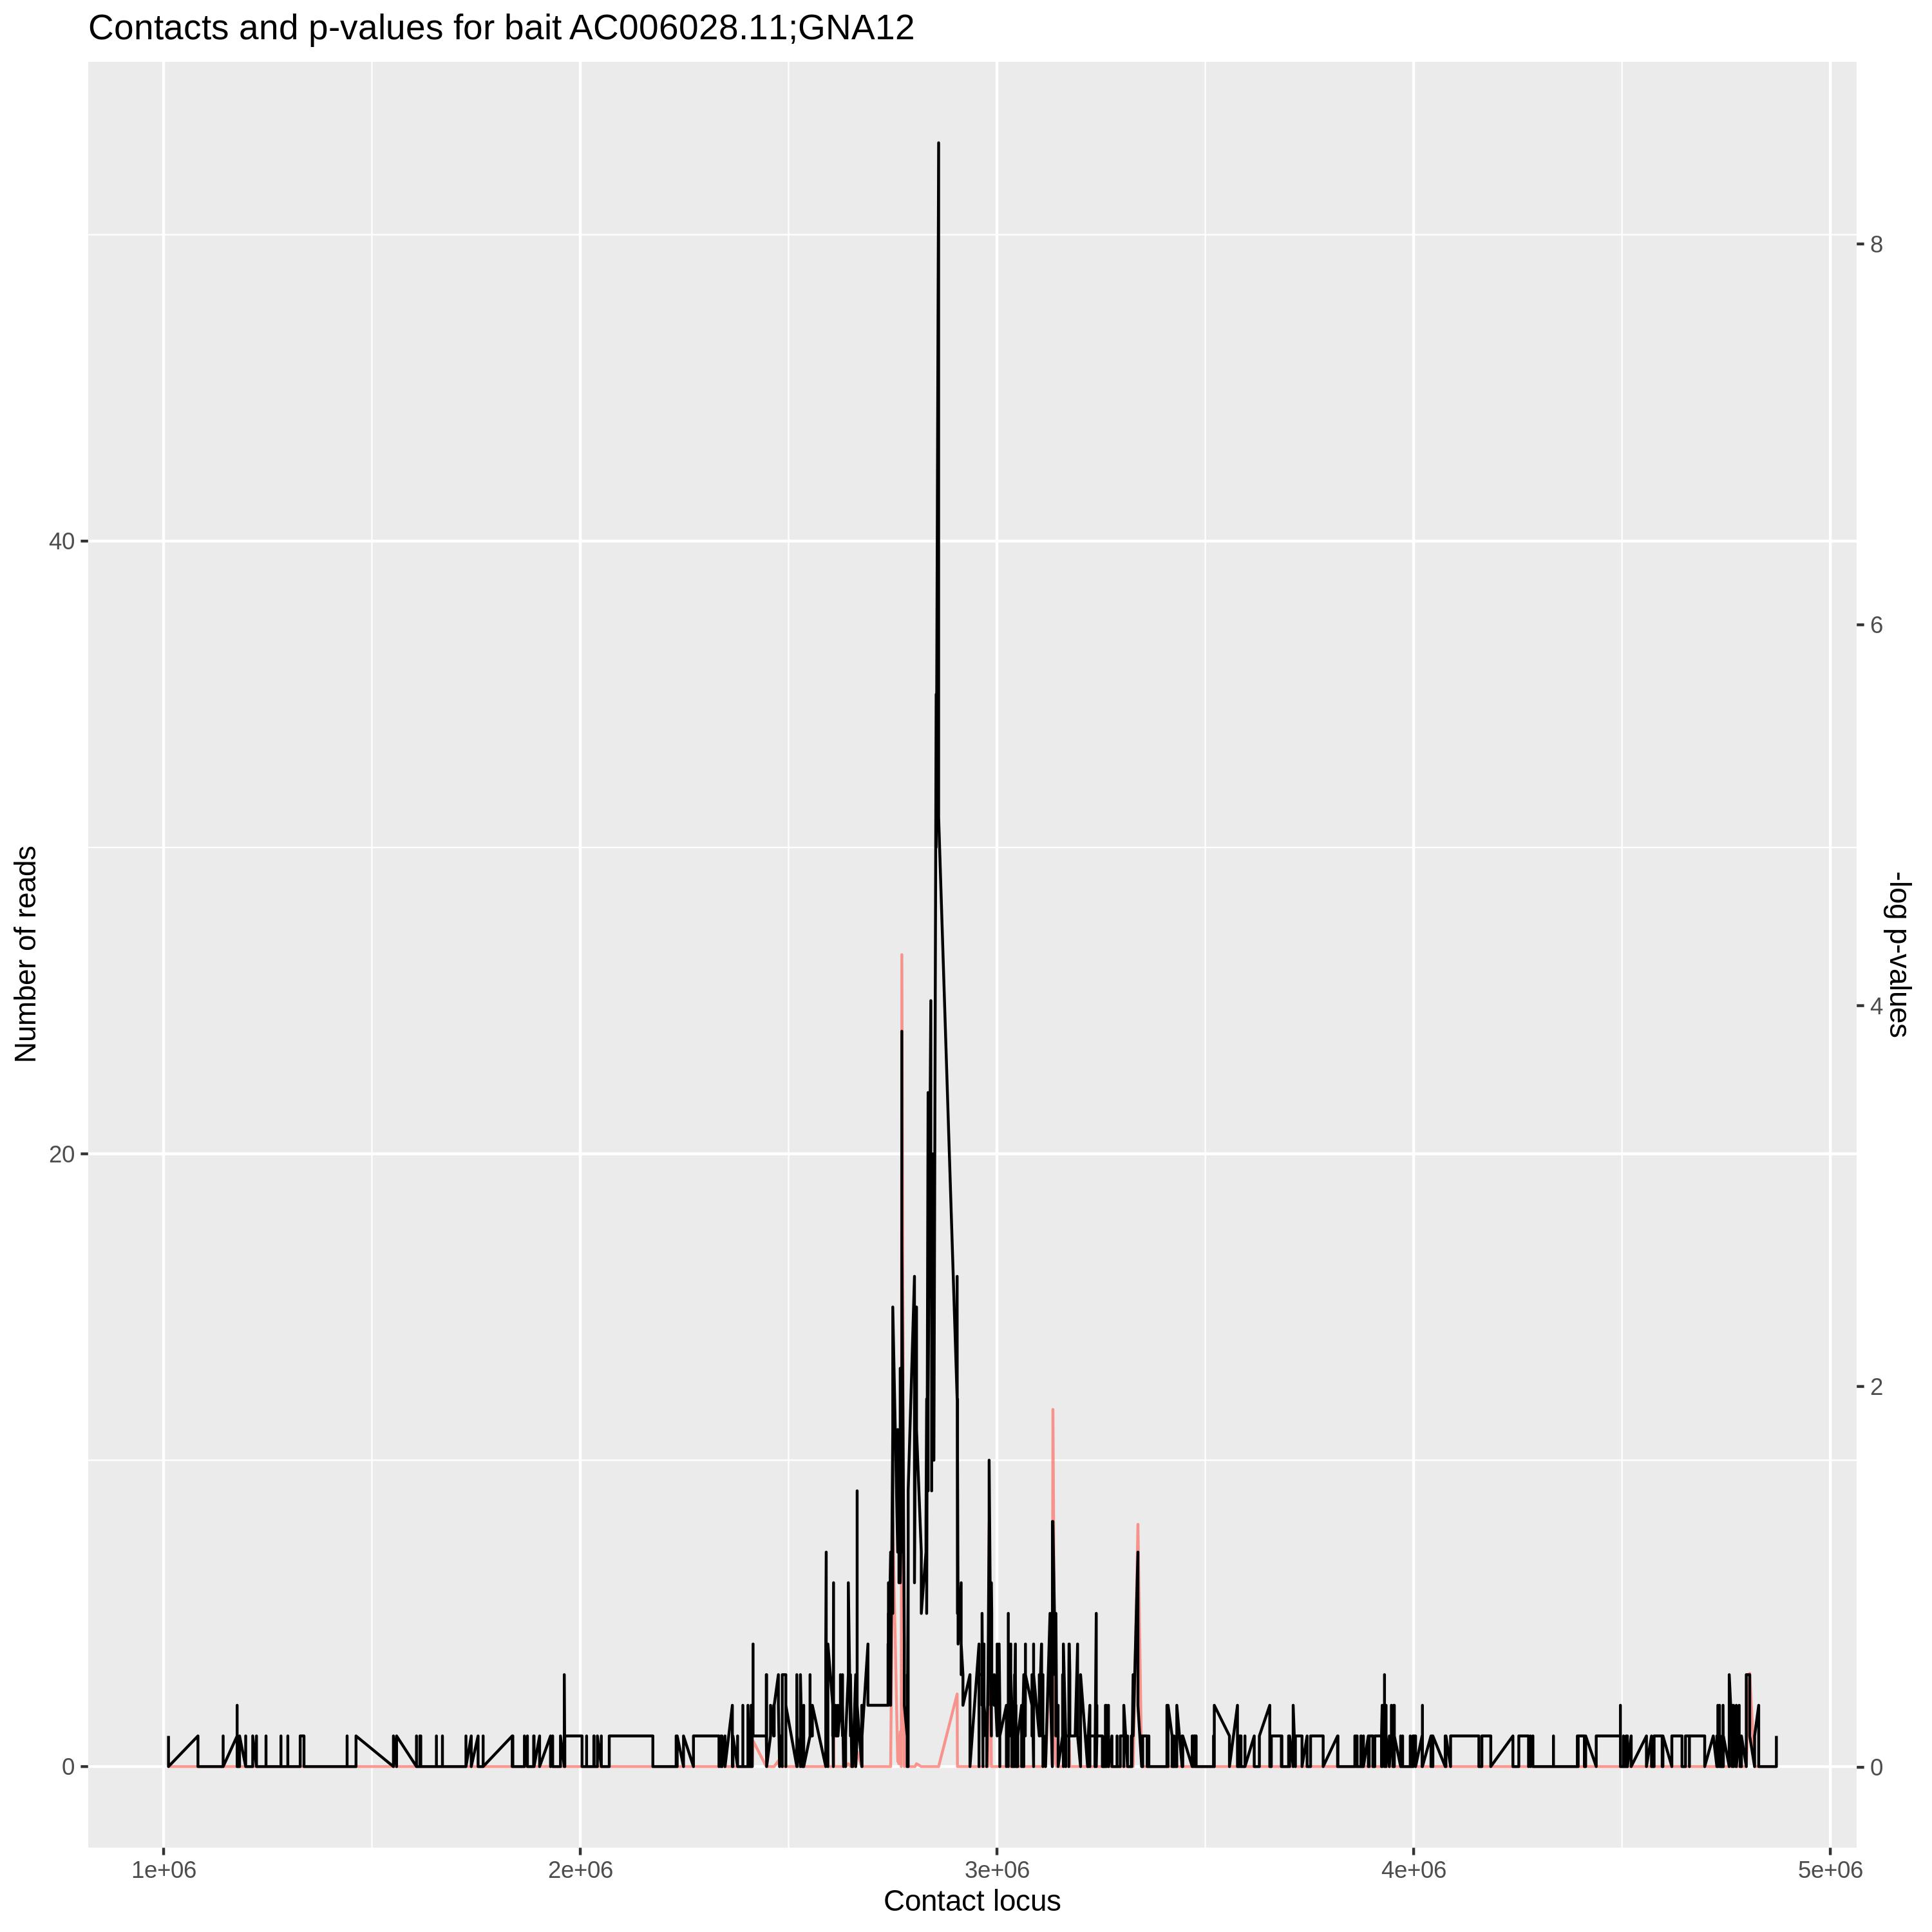 Contacts and p-values for bait AC006028.11;GNA12
Number of reads
40
20
0
8
6
4
2
0
-log p-values
1e+06 2e+06 3e+06 4e+06 5e+06
Contact locus